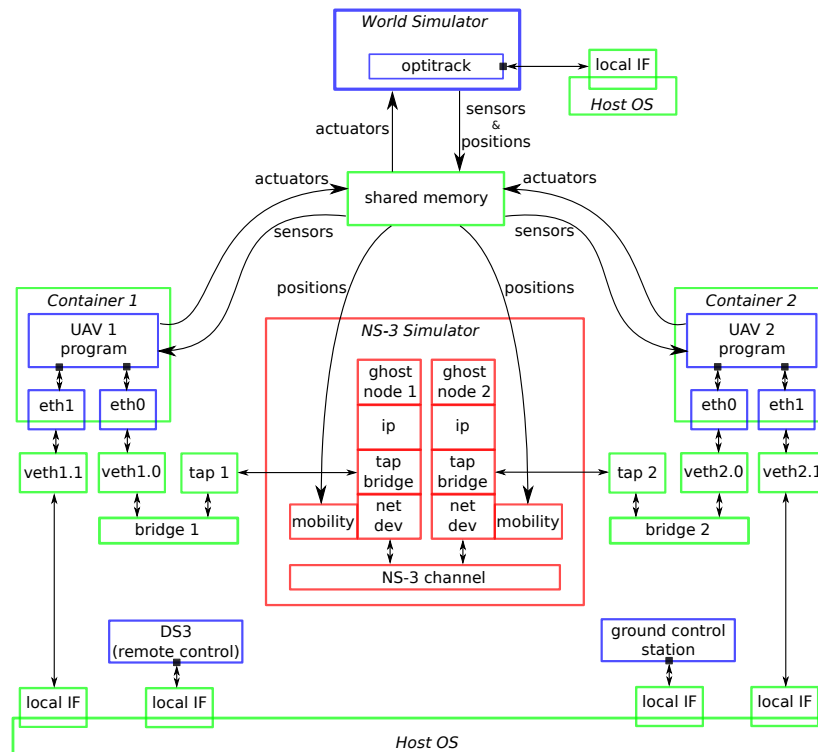 World Simulator
optitrack
local IF
Host OS
actuators
sensors
&
positions
shared memory
actuators
sensors
actuators
sensors
positions
positions
Container 1
UAV 1
program
eth1
eth0
veth1.1
veth1.0
tap 1
bridge 1
NS-3 Simulator
ghost
node 1
ip
tap
bridge
net
dev
mobility
ghost
node 2
ip
tap
bridge
net
dev
mobility
NS-3 channel
Container 2
UAV 2
program
eth0
eth1
tap 2
veth2.0
veth2.1
bridge 2
DS3
(remote control)
ground control
station
local IF
local IF
local IF
local IF
Host OS